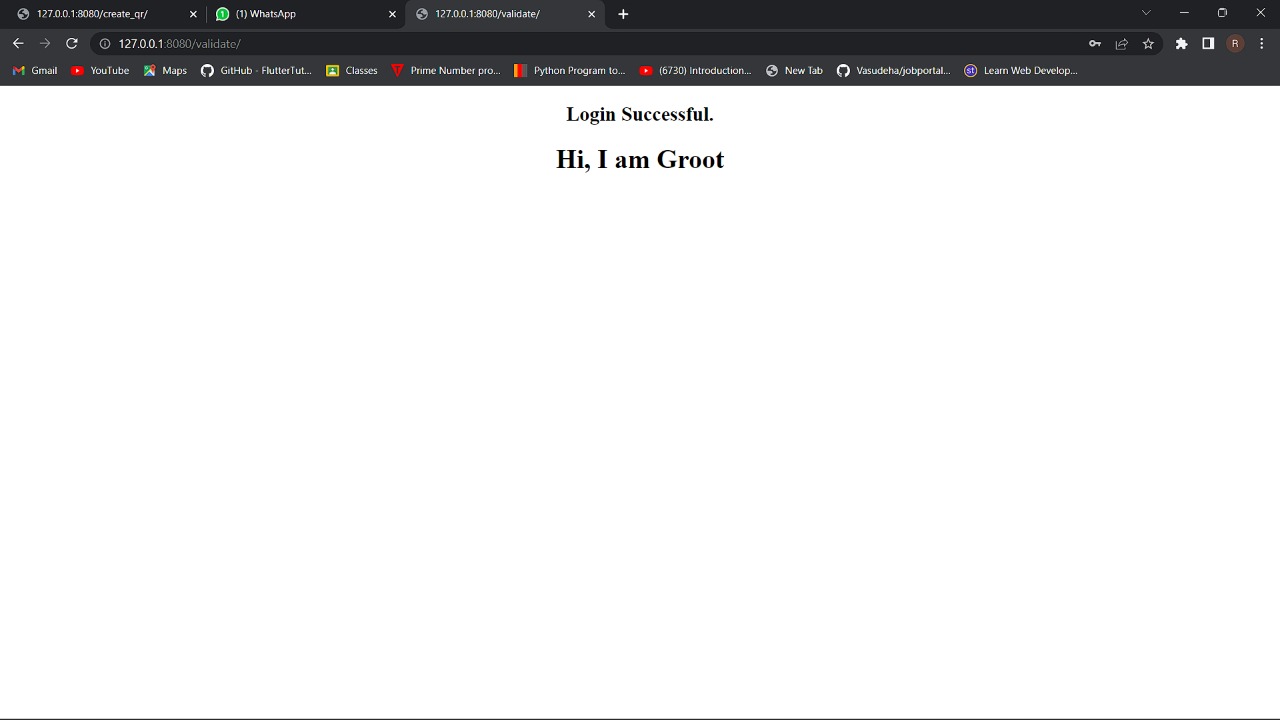 127.0.0.1:8080/create_qr/
(1) WhatsApp
127.0.0.1:8080/validate/
127.0.0.1:8080/validate/
R
Gmail
YouTube
Maps
GitHub - FlutterTut...
Classes
Prime Number pro...
Python Program to...
(6730) Introduction...
New Tab
Vasudeha/jobportal...
st
Learn Web Develop...
Login Successful.
Hi, I am Groot